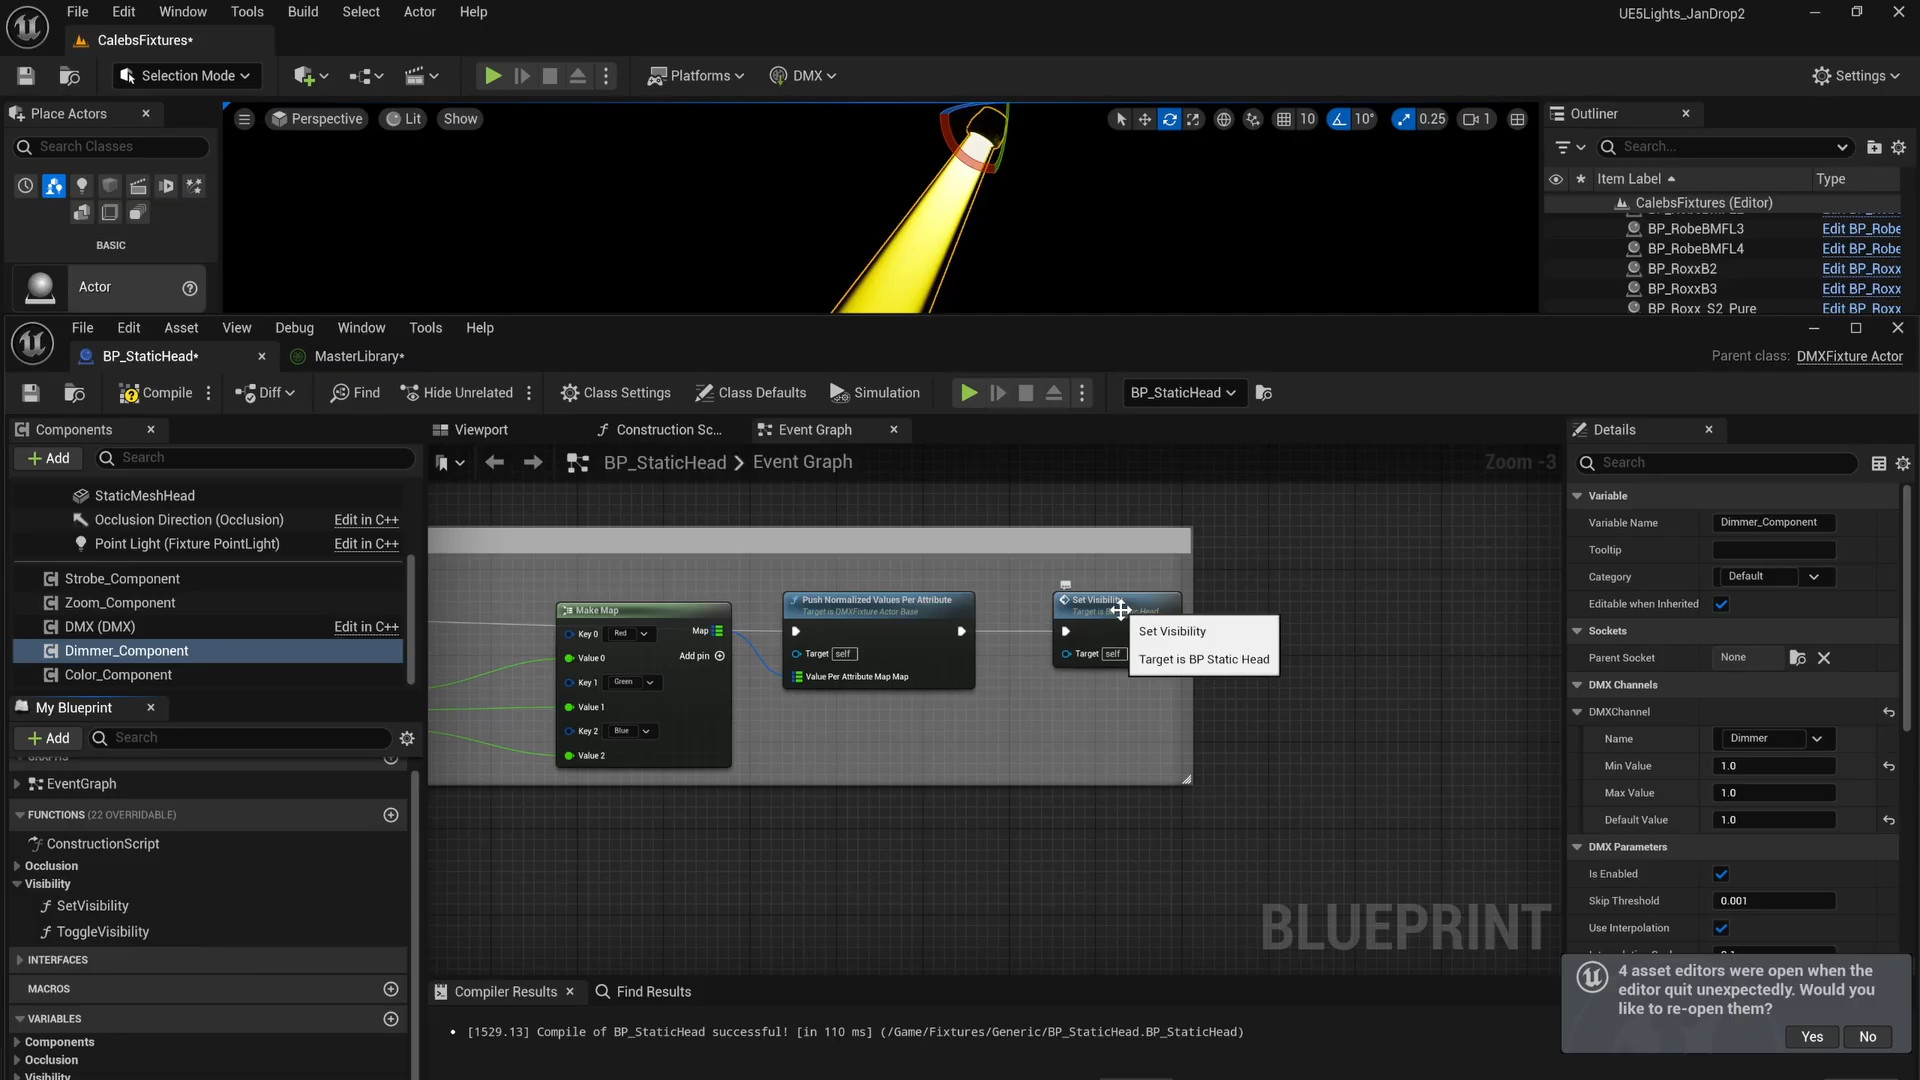 File Edit Window Tools Build Select Actor Help
UE5Lights_JanDrop2
CalebsFixtures*
Selection Mode
Platforms
DMX
Settings
Place Actors
Search Classes
BASIC
Actor
Perspective
Lit
Show
10
10°
0.25
1
Outliner
Search...
Item Label
Type
CalebsFixtures (Editor)
BP_RobeBMFL3 Edit BP_Robe
BP_RobeBMFL4 Edit BP_Robe
BP_RoxxB2 Edit BP_Roxx
BP_RoxxB3 Edit BP_Roxx
BP_Roxx_S2_Pure Edit BP_Roxx
File Edit Asset View Debug Window Tools Help
BP_StaticHead*
MasterLibrary*
Parent class: DMXFixture Actor
Compile
Diff
Find
Hide Unrelated
Class Settings
Class Defaults
Simulation
BP_StaticHead
Components
Add
Search
StaticMeshHead
Occlusion Direction (Occlusion) Edit in C++
Point Light (Fixture PointLight) Edit in C++
Strobe_Component
Zoom_Component
DMX (DMX) Edit in C++
Dimmer_Component
Color_Component
My Blueprint
Add
Search
GRAPHS
EventGraph
FUNCTIONS (22 OVERRIDABLE)
ConstructionScript
Occlusion
Visibility
SetVisibility
ToggleVisibility
INTERFACES
MACROS
VARIABLES
Components
Occlusion
Visibility
Viewport
Construction Sc...
Event Graph
BP_StaticHead > Event Graph
Zoom -3
Make Map
Key 0 Red Map
Value 0 Add pin
Key 1 Green
Value 1
Key 2 Blue
Value 2
Push Normalized Values Per Attribute
Target is DMXFixture Actor Base
Target self
Value Per Attribute Map Map
Set Visibility
Target is BP Static Head
Target self
Set Visibility
Target is BP Static Head
BLUEPRINT
Compiler Results
Find Results
[1529.13] Compile of BP_StaticHead successful! [in 110 ms] (/Game/Fixtures/Generic/BP_StaticHead.BP_StaticHead)
Details
Search
Variable
Variable Name Dimmer_Component
Tooltip
Category Default
Editable when Inherited
Sockets
Parent Socket None
DMX Channels
DMXChannel
Name Dimmer
Min Value 1.0
Max Value 1.0
Default Value 1.0
DMX Parameters
Is Enabled
Skip Threshold 0.001
Use Interpolation
4 asset editors were open when the
editor quit unexpectedly. Would you
like to re-open them?
Yes
No